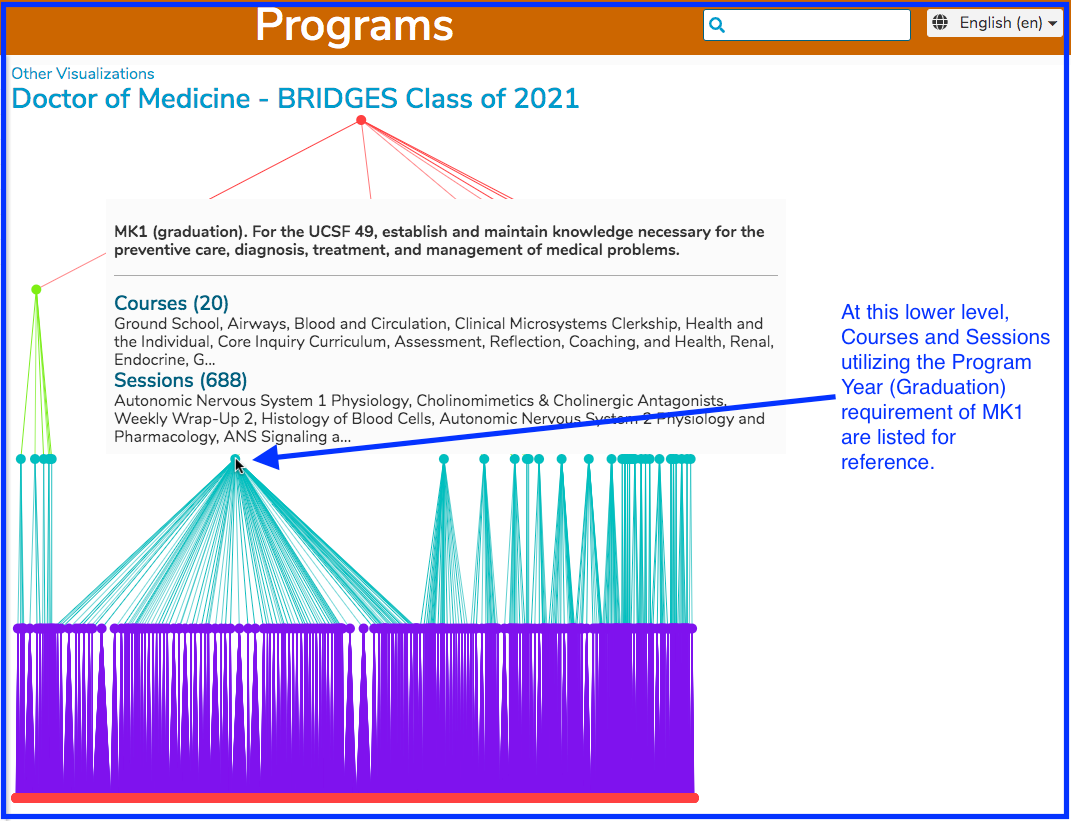 Programs
English (en)
Other Visualizations
Doctor of Medicine - BRIDGES Class of 2021
MK1 (graduation). For the UCSF 49, establish and maintain knowledge necessary for the
preventive care, diagnosis, treatment, and management of medical problems.
Courses (20)
Ground School, Airways, Blood and Circulation, Clinical Microsystems Clerkship, Health and
the Individual, Core Inquiry Curriculum, Assessment, Reflection, Coaching, and Health, Renal,
Endocrine, G...
Sessions (688)
Autonomic Nervous System 1 Physiology, Cholinomimetics & Cholinergic Antagonists,
Weekly Wrap-Up 2, Histology of Blood Cells, Autonomic Nervous System 2 Physiology and
Pharmacology, ANS Signaling a...
At this lower level,
Courses and Sessions
utilizing the Program
Year (Graduation)
requirement of MK1
are listed for
reference.